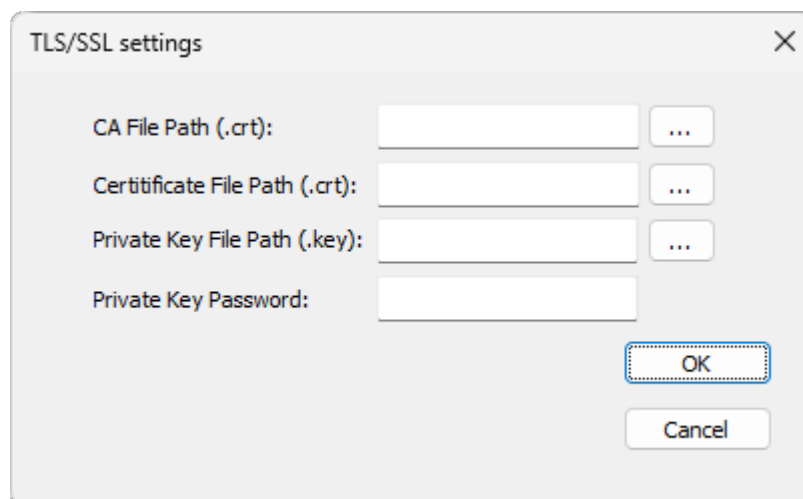 TLS/SSL settings
CA File Path (.crt): ...
Certitificate File Path (.crt): ...
Private Key File Path (.key): ...
Private Key Password:
OK
Cancel